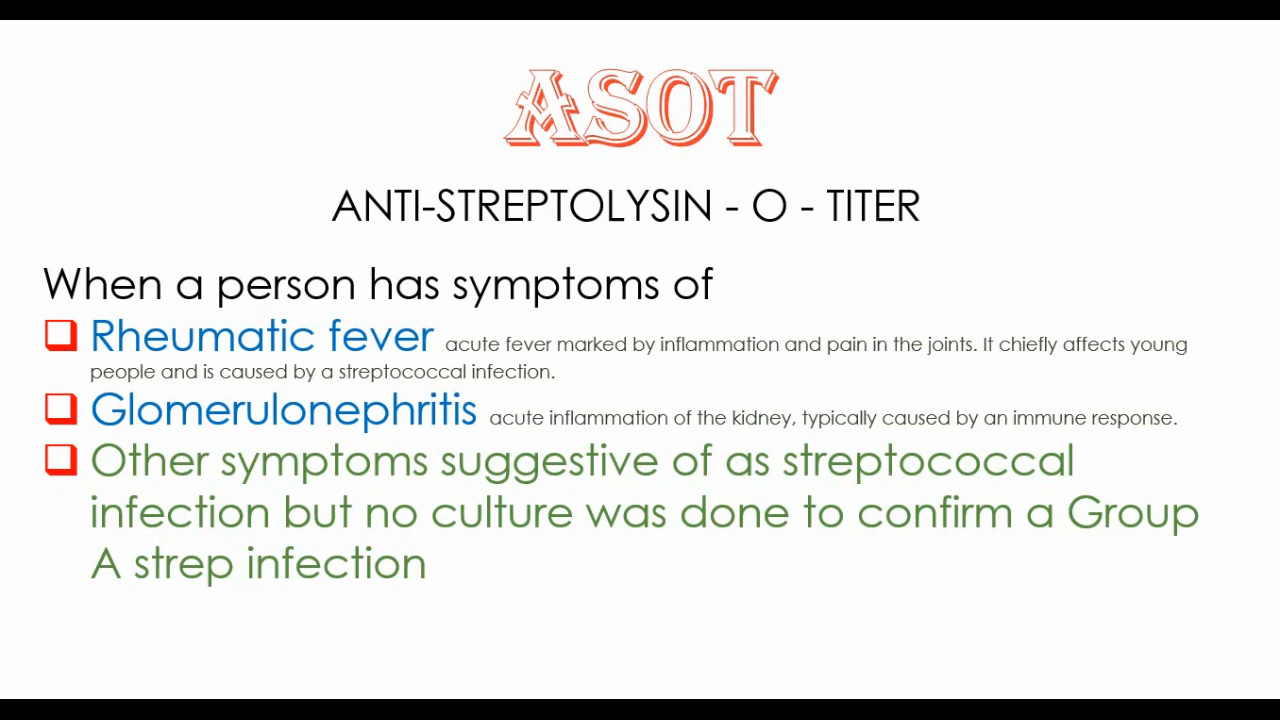 ASOT
ANTI-STREPTOLYSIN - O - TITER
When a person has symptoms of
Rheumatic fever acute fever marked by inflammation and pain in the joints. It chiefly affects young
people and is caused by a streptococcal infection.
Glomerulonephritis acute inflammation of the kidney, typically caused by an immune response.
Other symptoms suggestive of as streptococcal
infection but no culture was done to confirm a Group
A strep infection